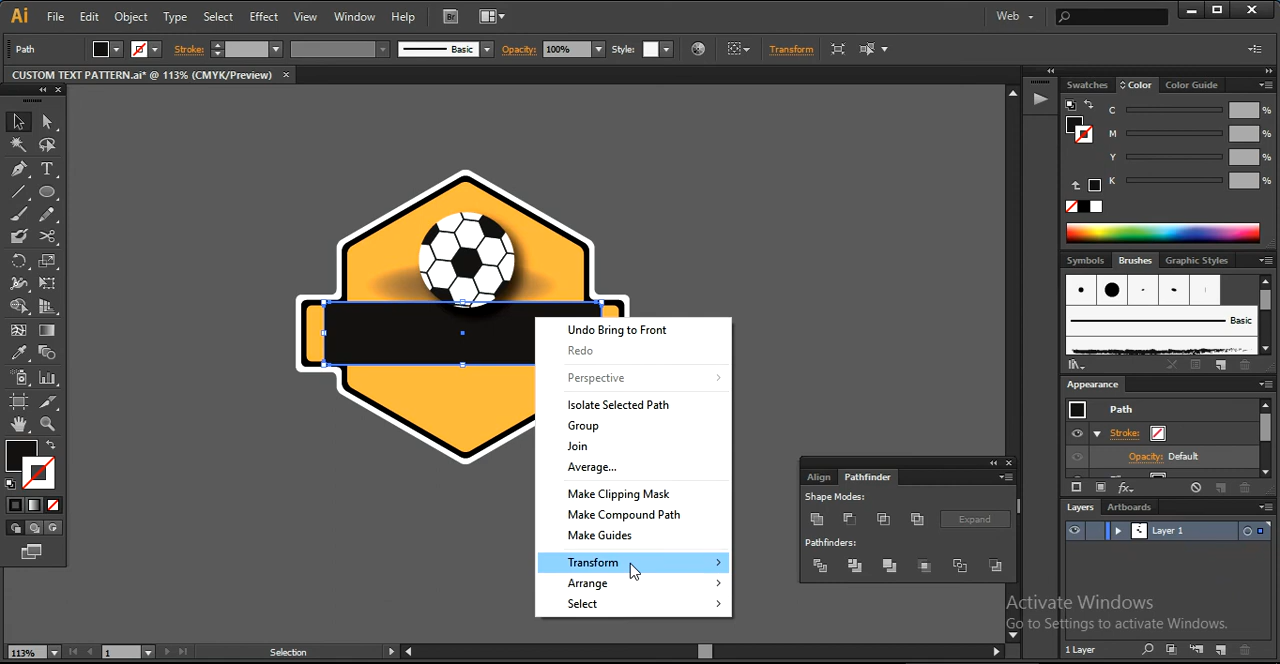 Ai File Edit Object Type Select Effect View Window Help Br Web
Path Stroke: Basic Opacity: 100% Style: Transform
CUSTOM TEXT PATTERN.ai* @ 113% (CMYK/Preview)
Swatches Color Color Guide
C %
M %
Y %
K %
Symbols Brushes Graphic Styles
Basic
Appearance
Path
Stroke:
Opacity: Default
Layers Artboards
Layer 1
1 Layer
Undo Bring to Front
Redo
Perspective
Isolate Selected Path
Group
Join
Average...
Make Clipping Mask
Make Compound Path
Make Guides
Transform
Arrange
Select
Align Pathfinder
Shape Modes:
Expand
Pathfinders:
Activate Windows
Go to Settings to activate Windows.
113% 1 Selection